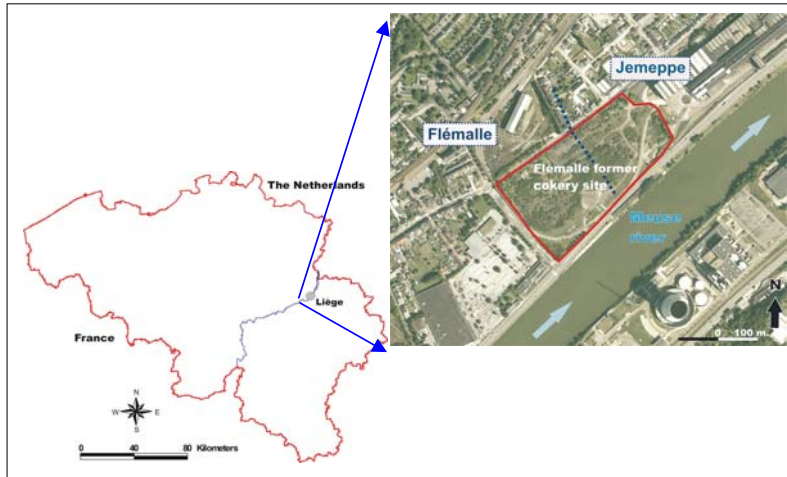 The Netherlands
Liège
France
N
W E
S
0 40 80 Kilometers
Jemeppe
Flémalle
Flémalle former
cokery site
Meuse
river
N
0 100 m